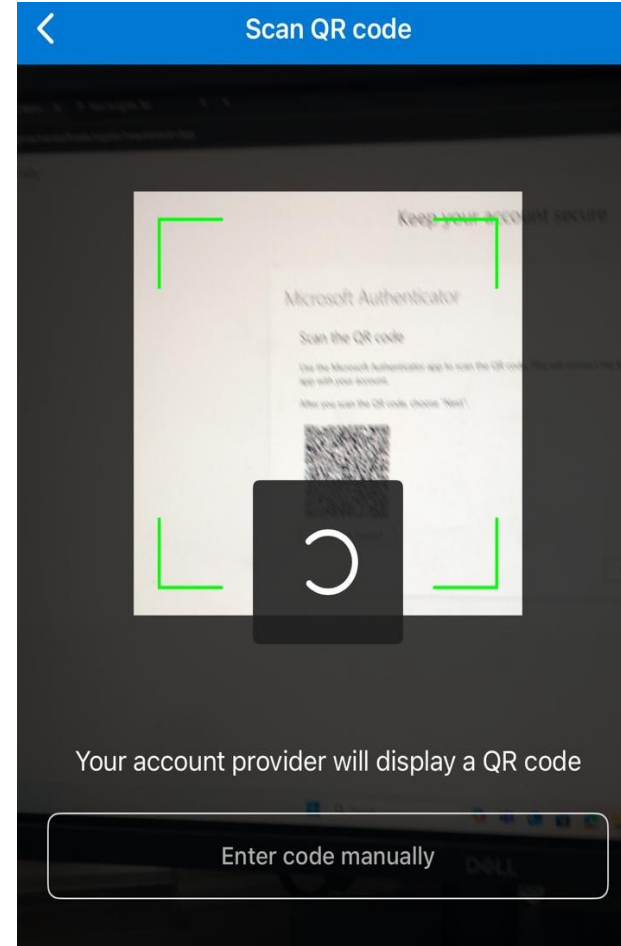 Scan QR code
Keep your account secure
Microsoft Authenticator
Scan the QR code
Use the Microsoft Authenticator app to scan the QR code. This will connect the
app with your account.
After you scan the QR code, choose "Next".
Your account provider will display a QR code
Enter code manually
DELL